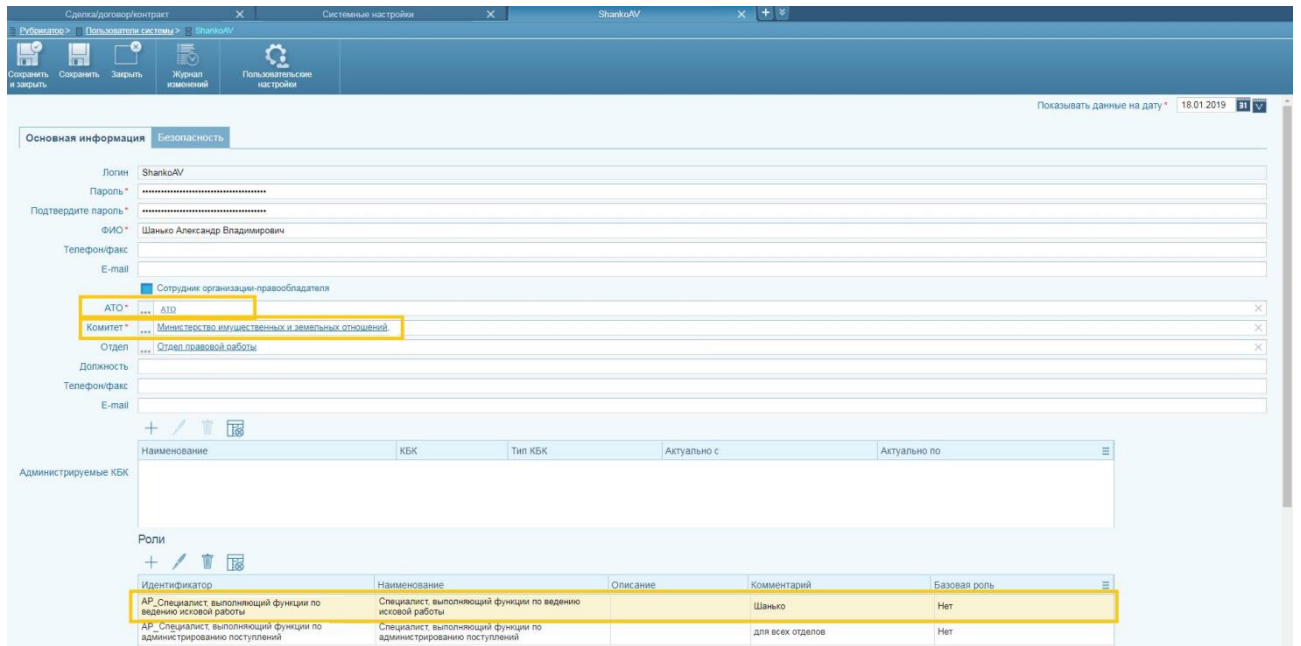 Сделка/договор/контракт Системные настройки ShankoAV
Рубрикатор > Пользователи системы > ShankoAV
Сохранить и закрыть
Сохранить
Закрыть
Журнал изменений
Пользовательские настройки
Показывать данные на дату * 18.01.2019 31
Основная информация Безопасность
Логин ShankoAV
Пароль *
Подтвердите пароль *
ФИО * Шанько Александр Владимирович
Телефон/факс
E-mail
Сотрудник организации-правообладателя
АТО * ... АТО
Комитет * ... Министерство имущественных и земельных отношений.
Отдел ... Отдел правовой работы
Должность
Телефон/факс
E-mail
Наименование КБК Тип КБК Актуально с Актуально по
Администрируемые КБК
Роли
Идентификатор Наименование Описание Комментарий Базовая роль
АР_Специалист, выполняющий функции по ведению исковой работы Специалист, выполняющий функции по ведению исковой работы Шанько Нет
АР_Специалист, выполняющий функции по администрированию поступлений Специалист, выполняющий функции по администрированию поступлений для всех отделов Нет